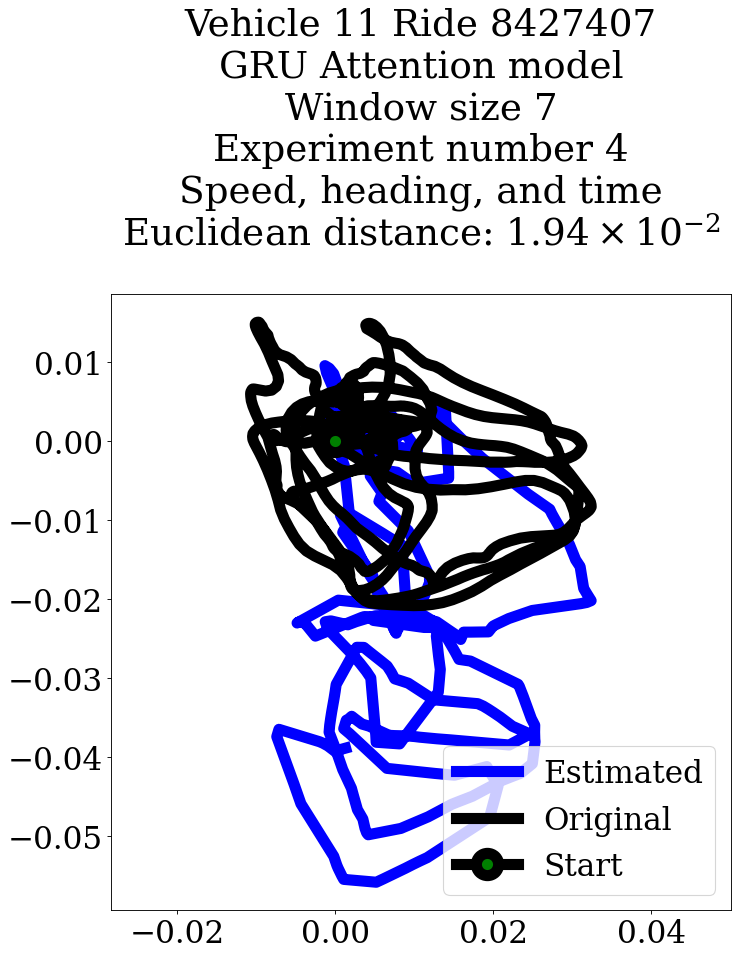 Vehicle 11 Ride 8427407
GRU Attention model
Window size 7
Experiment number 4
Speed, heading, and time
Euclidean distance: 1.94 × 10⁻²
0.01
0.00
−0.01
−0.02
−0.03
−0.04
−0.05
Estimated
Original
Start
−0.02 0.00 0.02 0.04